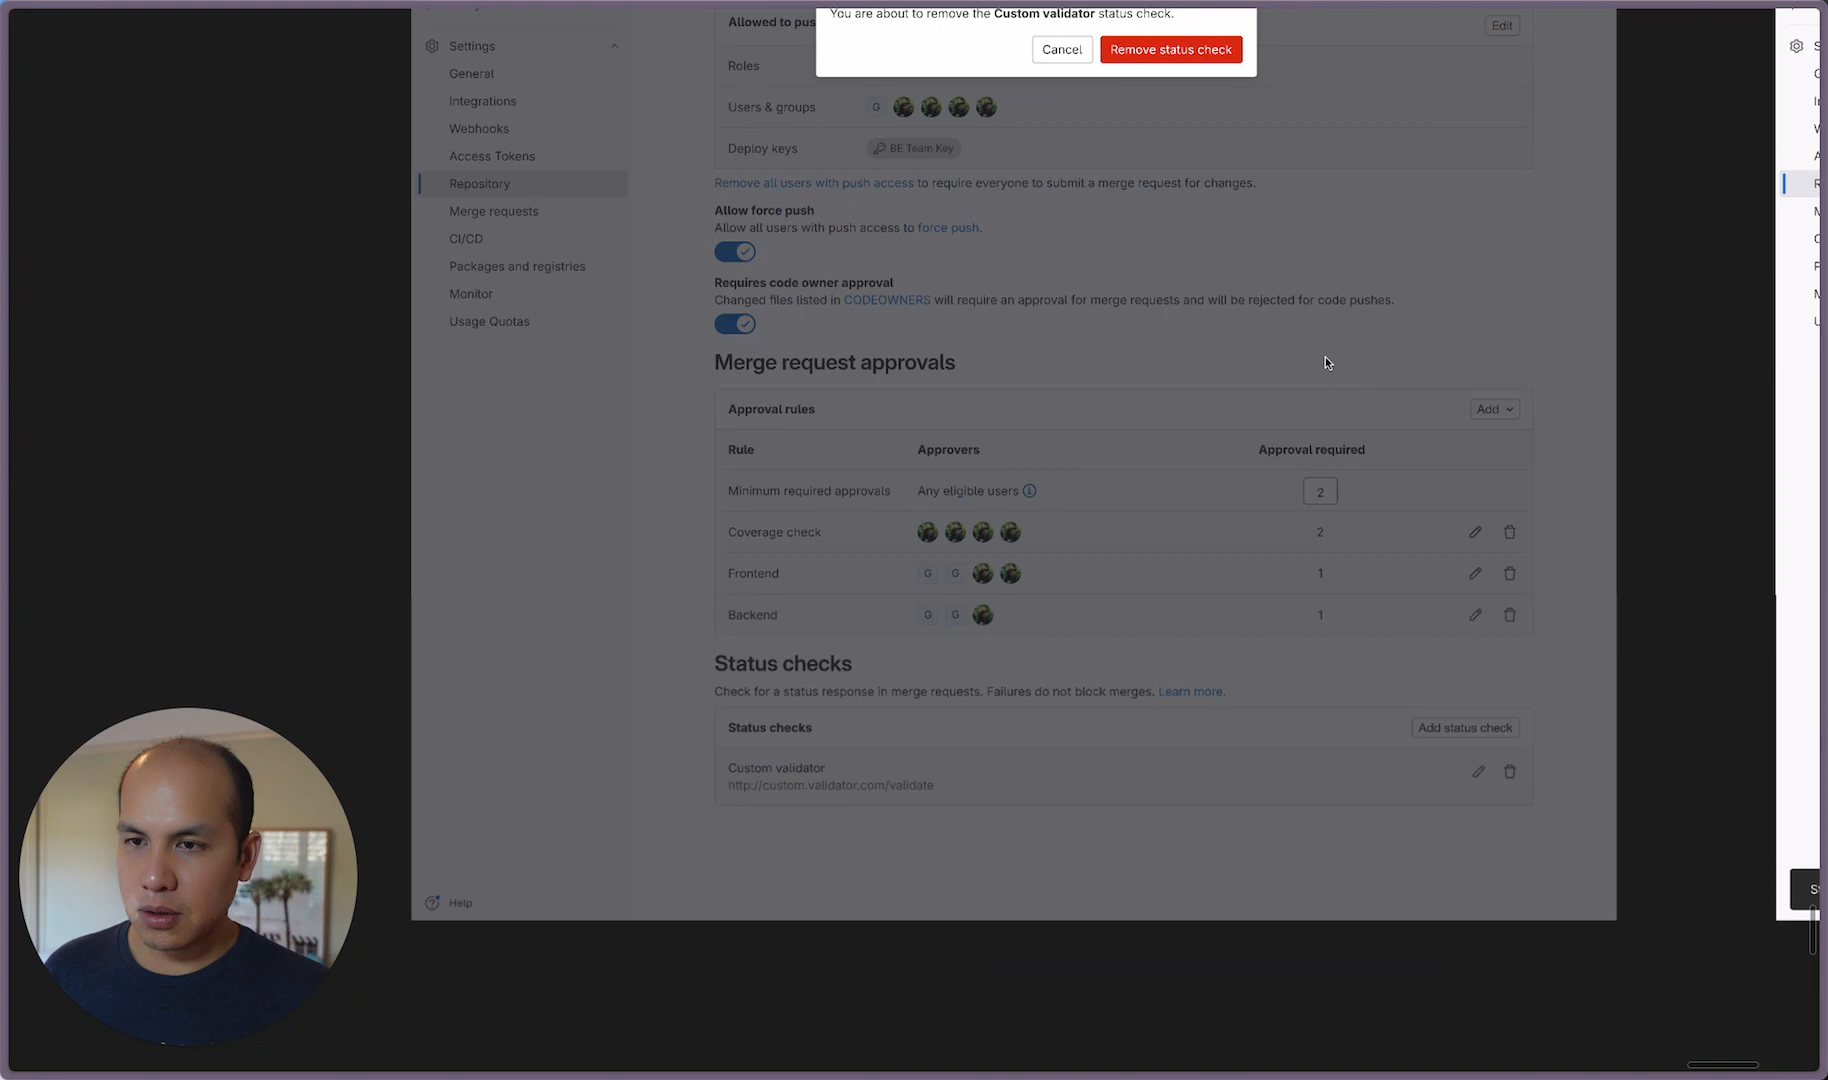 You are about to remove the Custom validator status check.
Cancel
Remove status check
Settings
General
Integrations
Webhooks
Access Tokens
Repository
Merge requests
CI/CD
Packages and registries
Monitor
Usage Quotas
Help
Edit
Roles
Users & groups
G
Deploy keys
BE Team Key
Remove all users with push access to require everyone to submit a merge request for changes.
Allow force push
Allow all users with push access to force push.
Requires code owner approval
Changed files listed in CODEOWNERS will require an approval for merge requests and will be rejected for code pushes.
Merge request approvals
Approval rules
Add
Rule Approvers Approval required
Minimum required approvals Any eligible users 2
Coverage check 2
Frontend G G 1
Backend G G 1
Status checks
Check for a status response in merge requests. Failures do not block merges. Learn more.
Status checks
Add status check
Custom validator
http://custom.validator.com/validate